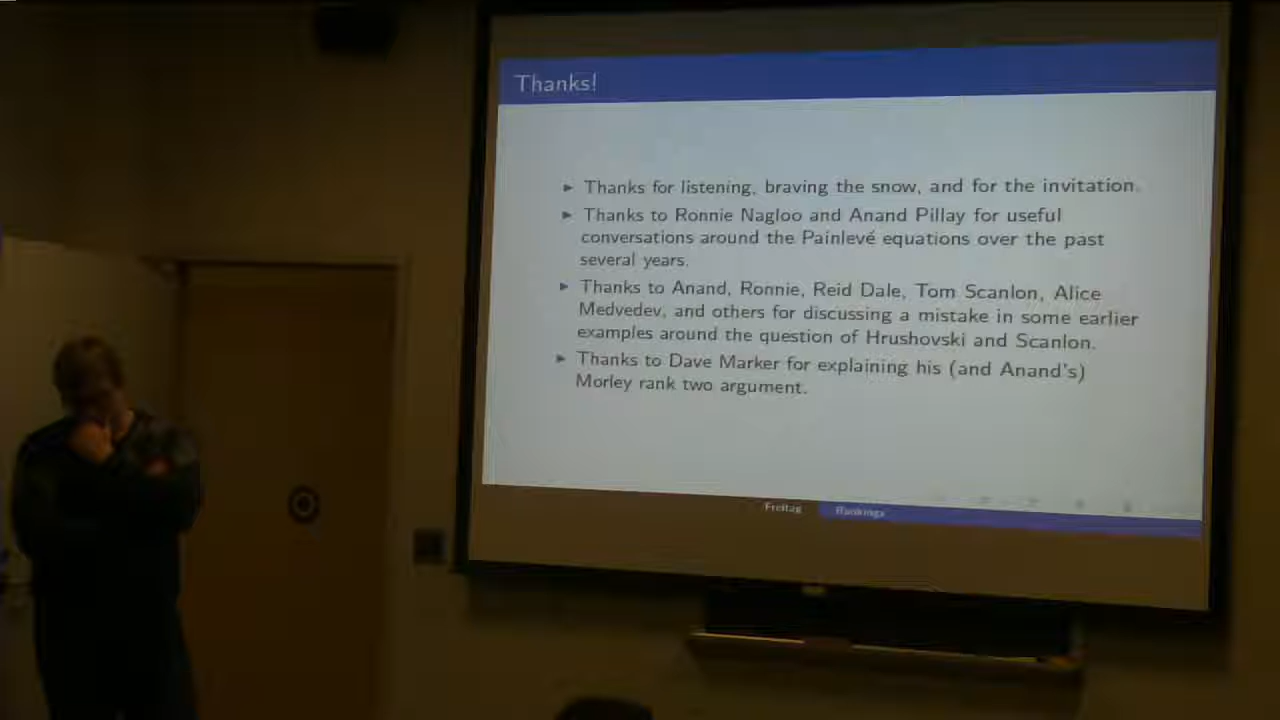 Thanks!
▶ Thanks for listening, braving the snow, and for the invitation.
▶ Thanks to Ronnie Nagloo and Anand Pillay for useful
conversations around the Painlevé equations over the past
several years.
▶ Thanks to Anand, Ronnie, Reid Dale, Tom Scanlon, Alice
Medvedev, and others for discussing a mistake in some earlier
examples around the question of Hrushovski and Scanlon.
▶ Thanks to Dave Marker for explaining his (and Anand's)
Morley rank two argument.
Freitag Rankings